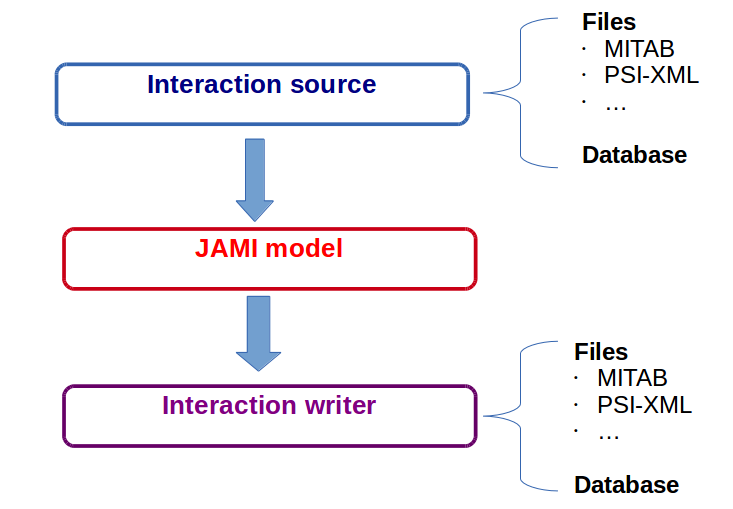 Interaction source
Files
· MITAB
· PSI-XML
· …
Database
JAMI model
Interaction writer
Files
· MITAB
· PSI-XML
· …
Database